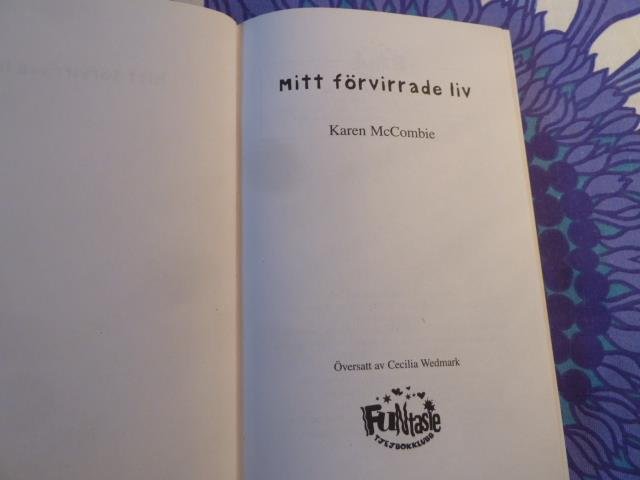 Mitt förvirrade liv
Karen McCombie
Översatt av Cecilia Wedmark
FUNtasie
TJEJBOKKLUBB